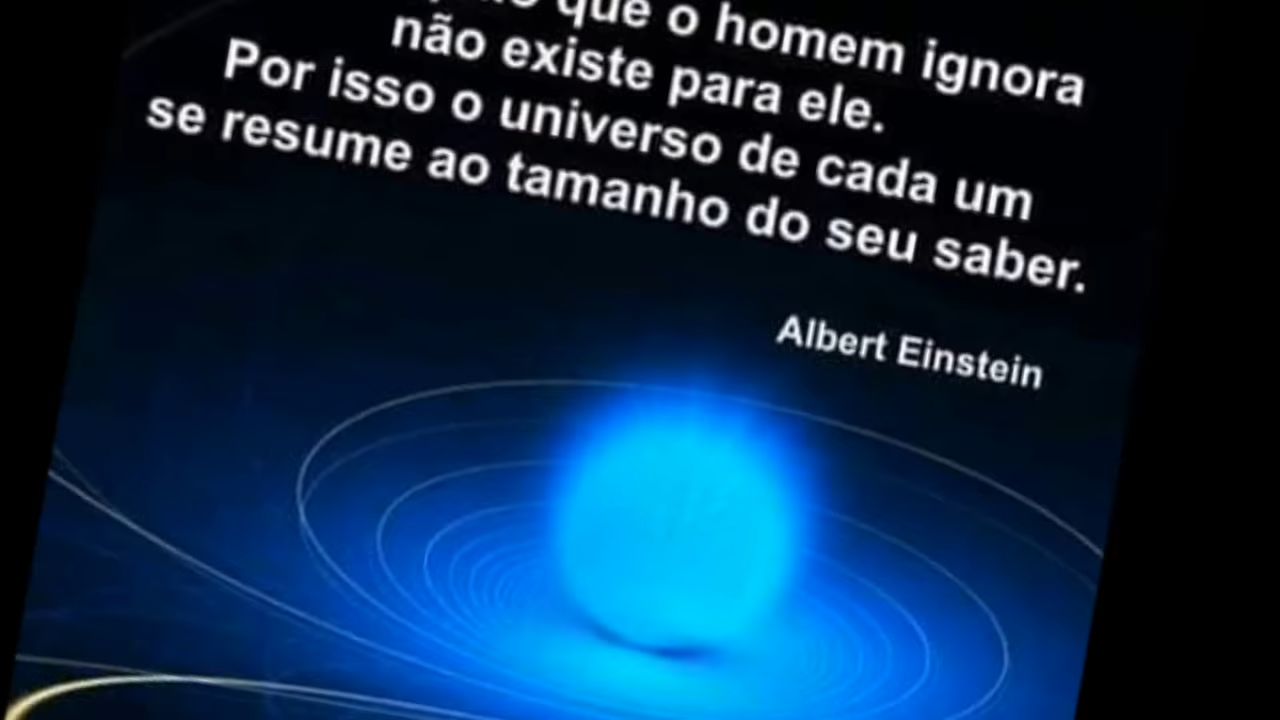 que o homem ignora
não existe para ele.
Por isso o universo de cada um
se resume ao tamanho do seu saber.
Albert Einstein